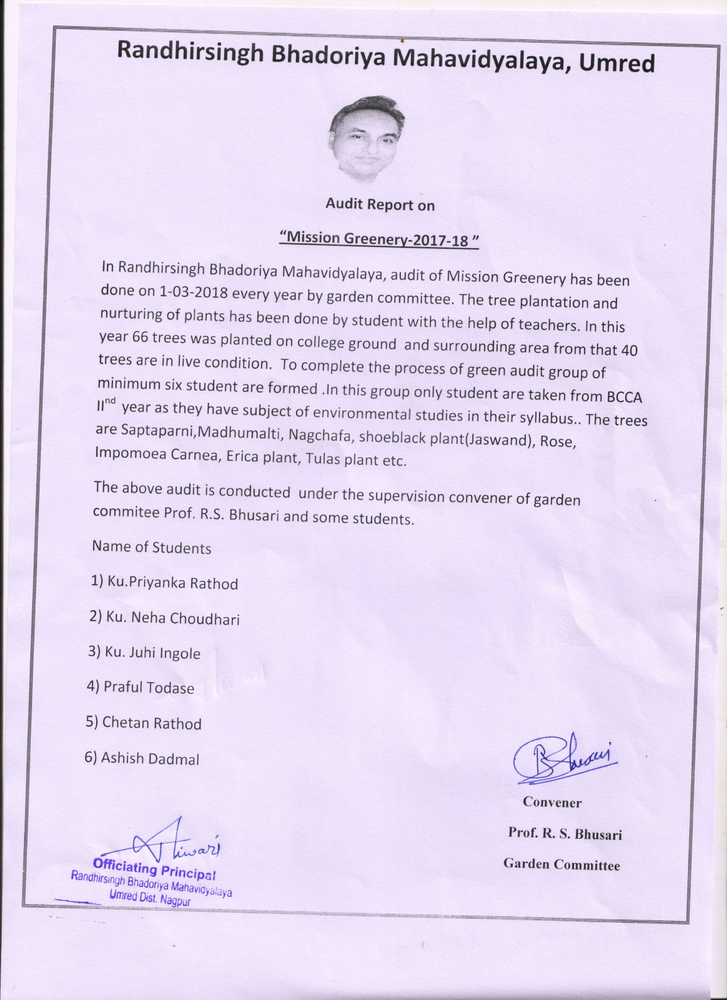 Randhirsingh Bhadoriya Mahavidyalaya, Umred
Audit Report on
“Mission Greenery-2017-18 ”
In Randhirsingh Bhadoriya Mahavidyalaya, audit of Mission Greenery has been
done on 1-03-2018 every year by garden committee. The tree plantation and
nurturing of plants has been done by student with the help of teachers. In this
year 66 trees was planted on college ground and surrounding area from that 40
trees are in live condition. To complete the process of green audit group of
minimum six student are formed .In this group only student are taken from BCCA
IInd year as they have subject of environmental studies in their syllabus.. The trees
are Saptaparni,Madhumalti, Nagchafa, shoeblack plant(Jaswand), Rose,
Impomoea Carnea, Erica plant, Tulas plant etc.
The above audit is conducted under the supervision convener of garden
commitee Prof. R.S. Bhusari and some students.
Name of Students
1) Ku.Priyanka Rathod
2) Ku. Neha Choudhari
3) Ku. Juhi Ingole
4) Praful Todase
5) Chetan Rathod
6) Ashish Dadmal
Bhusari
Convener
Prof. R. S. Bhusari
Garden Committee
Tiwari
Officiating Principal
Randhirsingh Bhadoriya Mahavidyalaya
Umred Dist. Nagpur